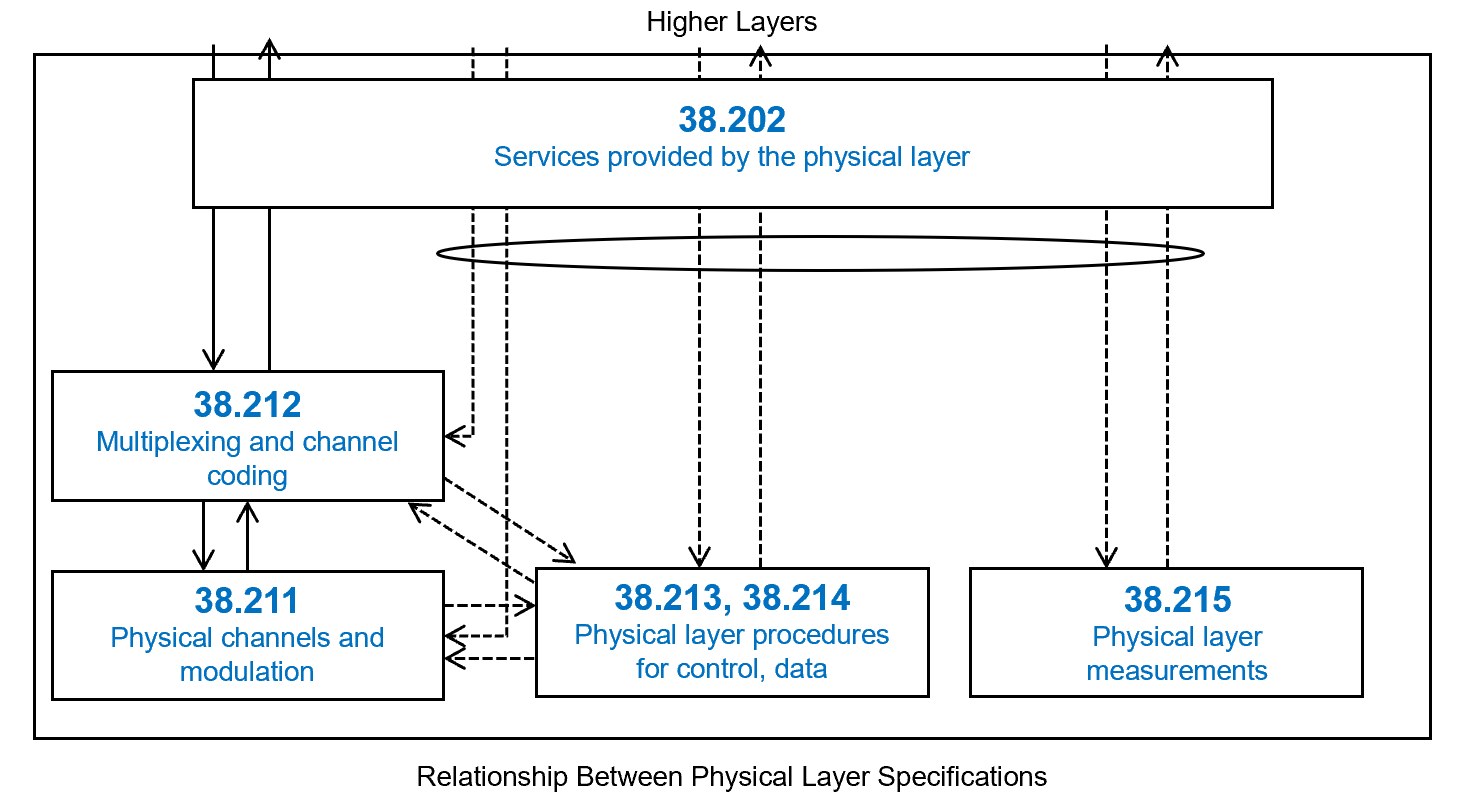 Higher Layers
38.202
Services provided by the physical layer
38.212
Multiplexing and channel
coding
38.211
Physical channels and
modulation
38.213, 38.214
Physical layer procedures
for control, data
38.215
Physical layer
measurements
Relationship Between Physical Layer Specifications